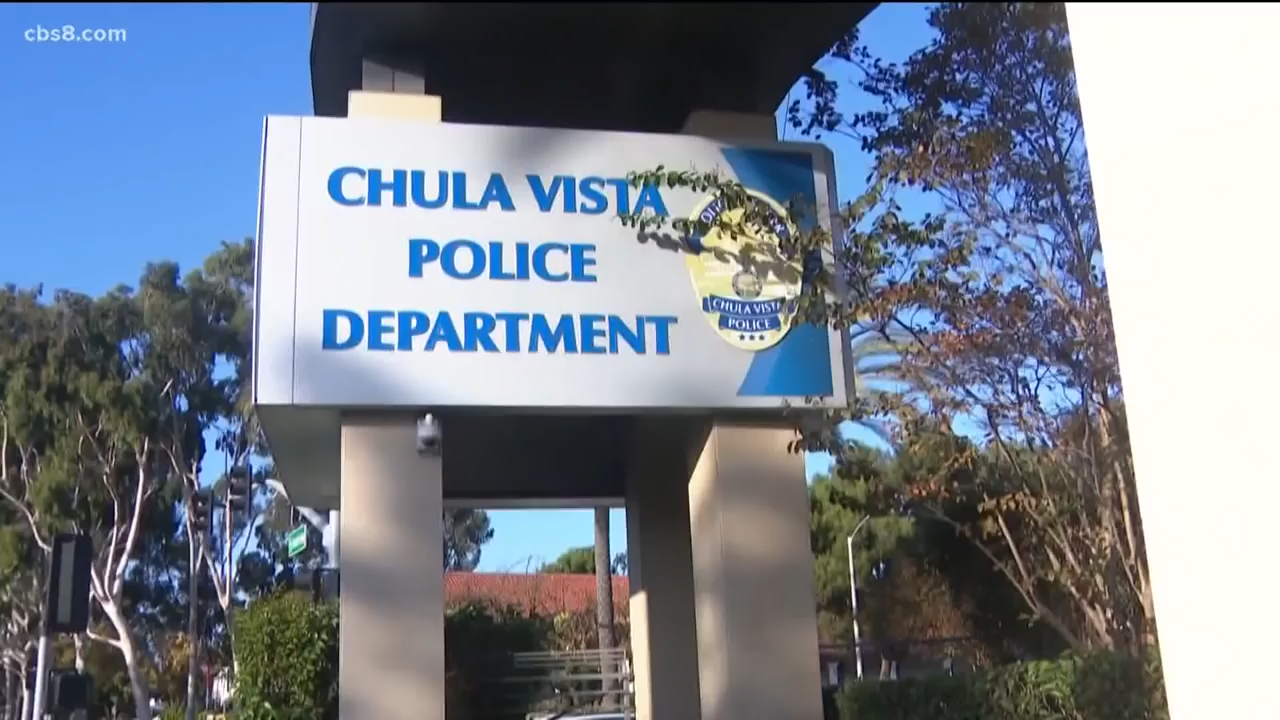 cbs8.com
CHULA VISTA
POLICE
DEPARTMENT
CHULA VISTA
POLICE